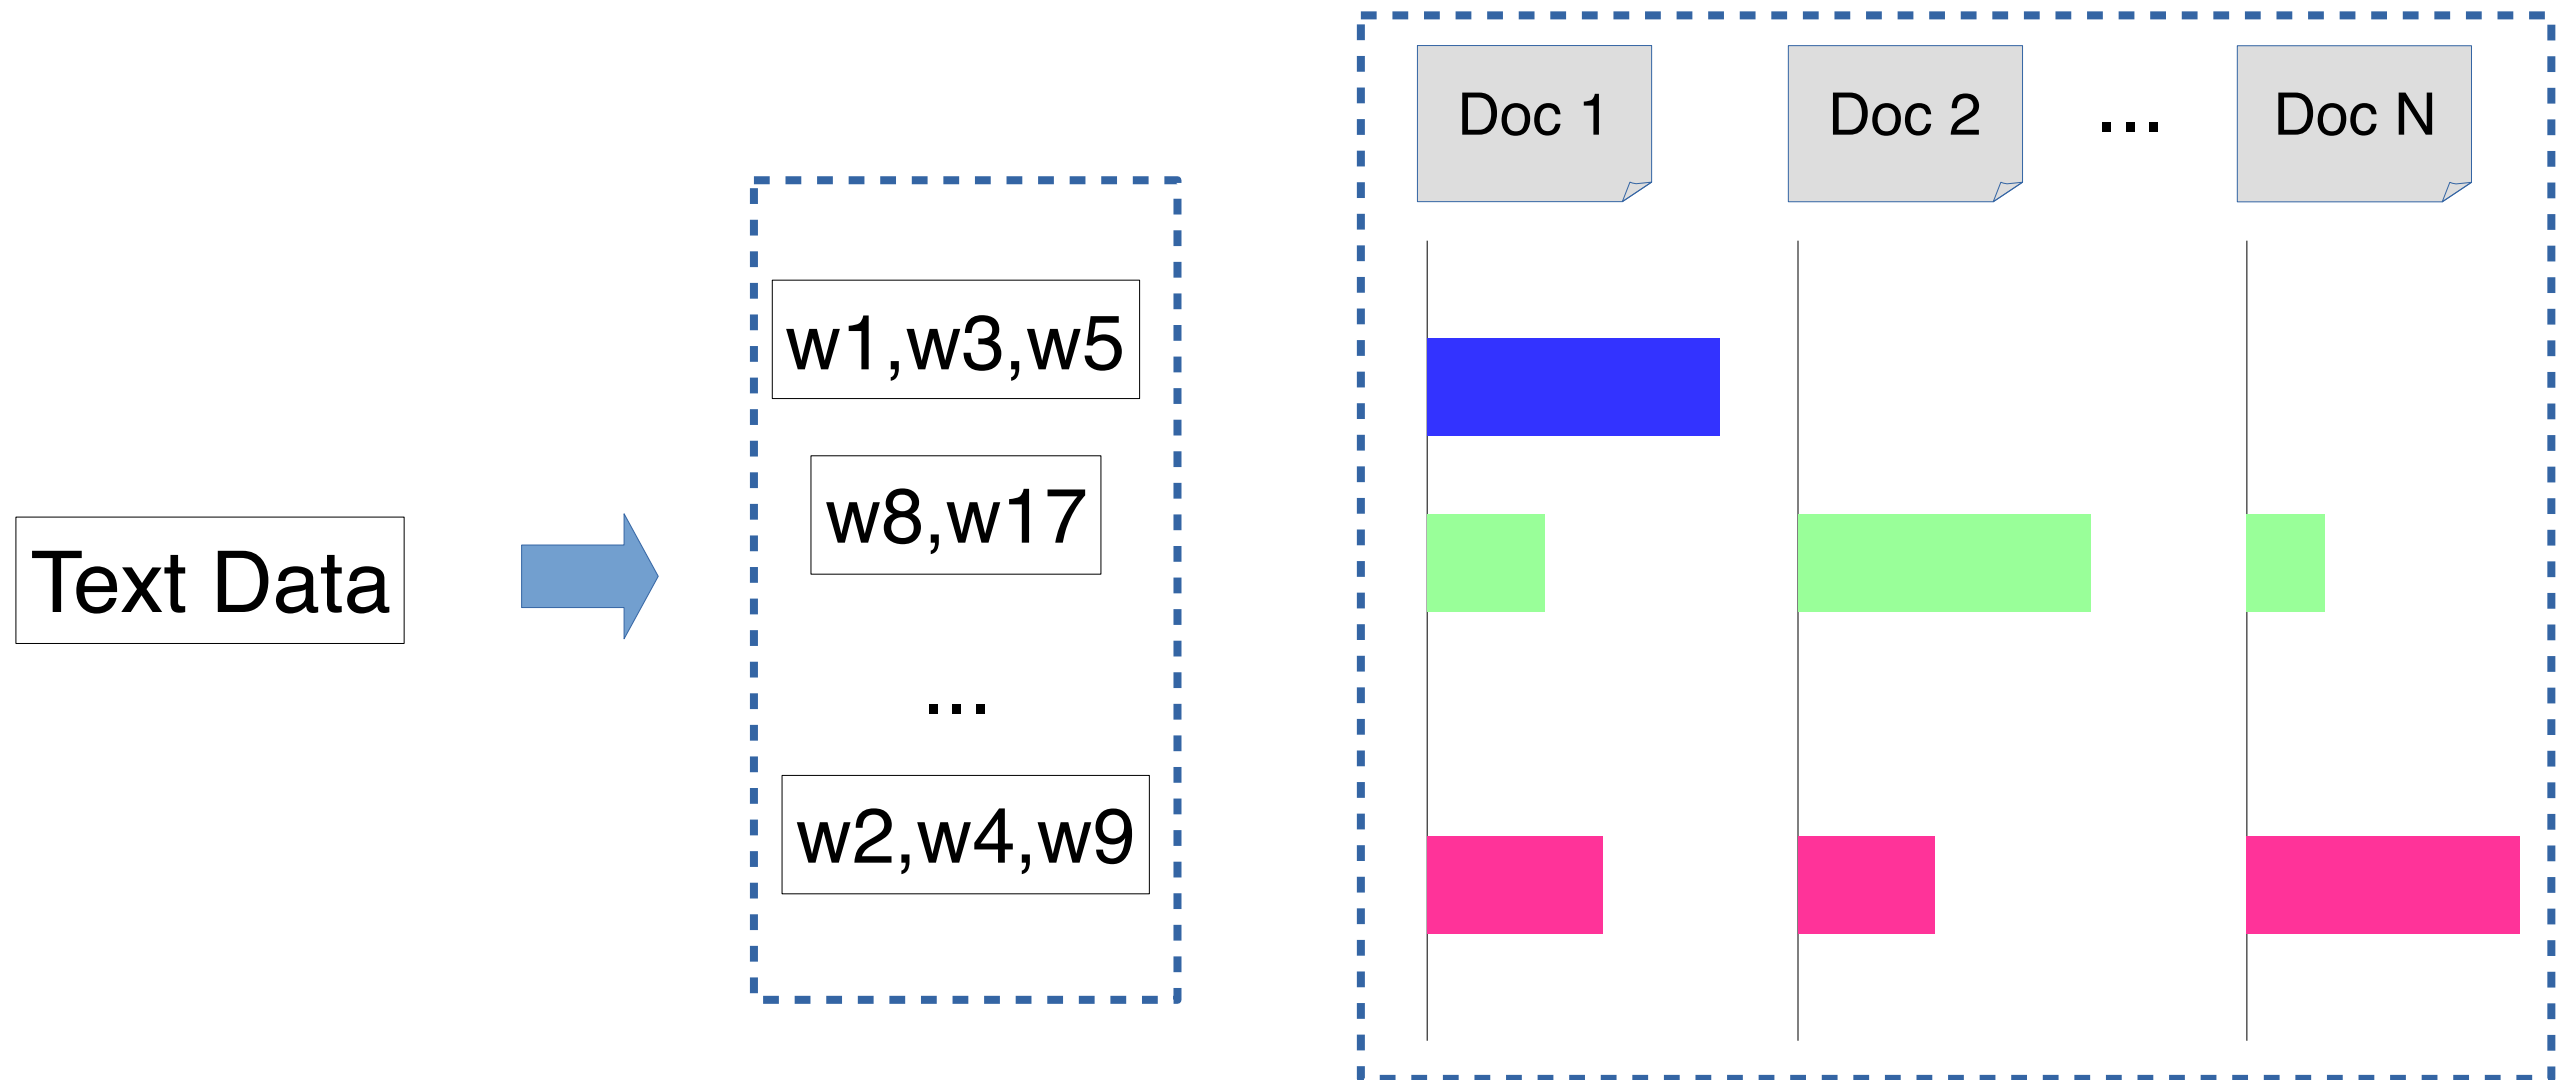 Text Data
w1,w3,w5
w8,w17
...
w2,w4,w9
Doc 1
Doc 2
...
Doc N